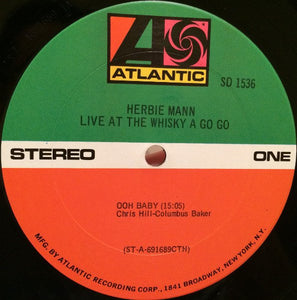 ATLANTIC
SD 1536
HERBIE MANN
LIVE AT THE WHISKY A GO GO
STEREO
ONE
OOH BABY (15:05)
Chris Hill-Columbus Baker
(ST-A-691689CTH)
MFG. BY ATLANTIC RECORDING CORP., 1841 BROADWAY, NEW YORK, N.Y.